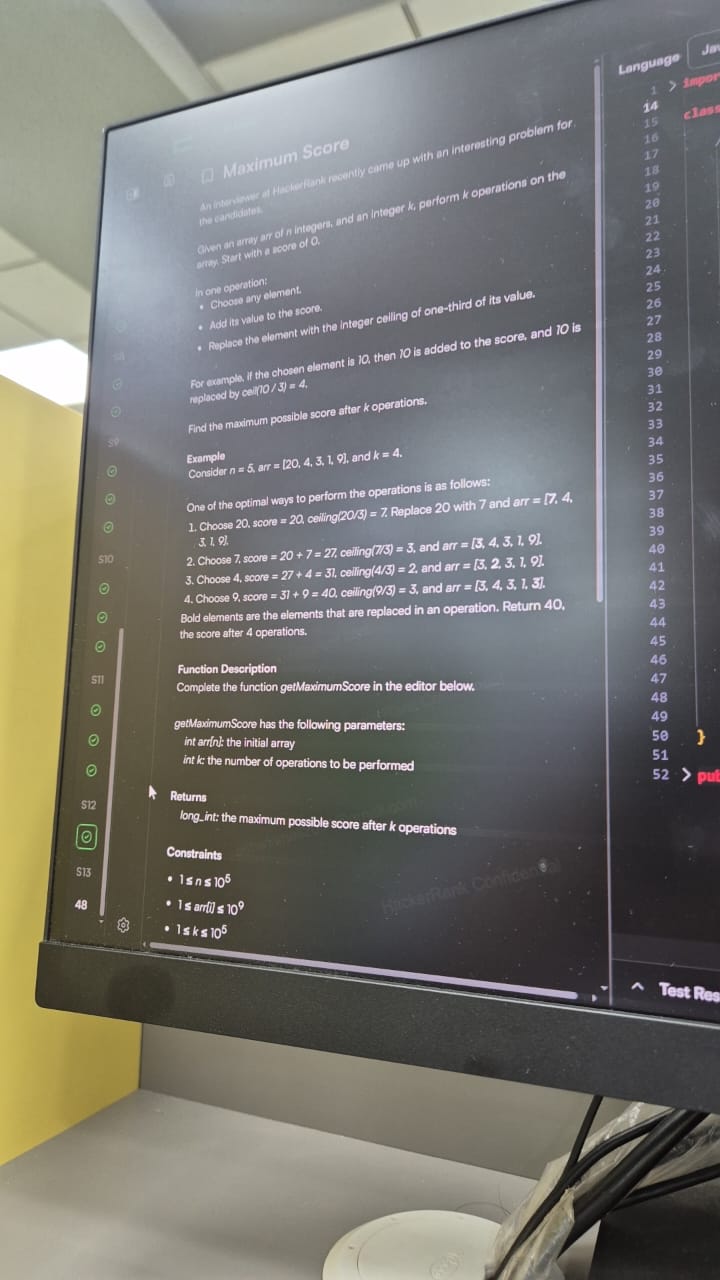 Maximum Score
An interviewer at HackerRank recently came up with an interesting problem for
the candidates.
Given an array arr of n integers, and an integer k, perform k operations on the
array. Start with a score of 0.
In one operation:
• Choose any element.
• Add its value to the score.
• Replace the element with the integer ceiling of one-third of its value.
For example, if the chosen element is 10, then 10 is added to the score, and 10 is
replaced by ceil(10 / 3) = 4.
Find the maximum possible score after k operations.
Example
Consider n = 5, arr = [20, 4, 3, 1, 9], and k = 4.
One of the optimal ways to perform the operations is as follows:
1. Choose 20, score = 20, ceiling(20/3) = 7. Replace 20 with 7 and arr = [7, 4,
3, 1, 9].
2. Choose 7, score = 20 + 7 = 27, ceiling(7/3) = 3, and arr = [3, 4, 3, 1, 9].
3. Choose 4, score = 27 + 4 = 31, ceiling(4/3) = 2, and arr = [3, 2, 3, 1, 9].
4. Choose 9, score = 31 + 9 = 40, ceiling(9/3) = 3, and arr = [3, 4, 3, 1, 3].
Bold elements are the elements that are replaced in an operation. Return 40,
the score after 4 operations.
Function Description
Complete the function getMaximumScore in the editor below.
getMaximumScore has the following parameters:
int arr[n]: the initial array
int k: the number of operations to be performed
Returns
long_int: the maximum possible score after k operations
Constraints
• 1 ≤ n ≤ 10⁵
• 1 ≤ arr[i] ≤ 10⁹
• 1 ≤ k ≤ 10⁵
HackerRank Confidential
S9
S10
S11
S12
S13
48
Language
Jav
1 > impor
14
15 class
16
17
18
19
20
21
22
23
24
25
26
27
28
29
30
31
32
33
34
35
36
37
38
39
40
41
42
43
44
45
46
47
48
49
50 }
51
52 > pub
Test Res